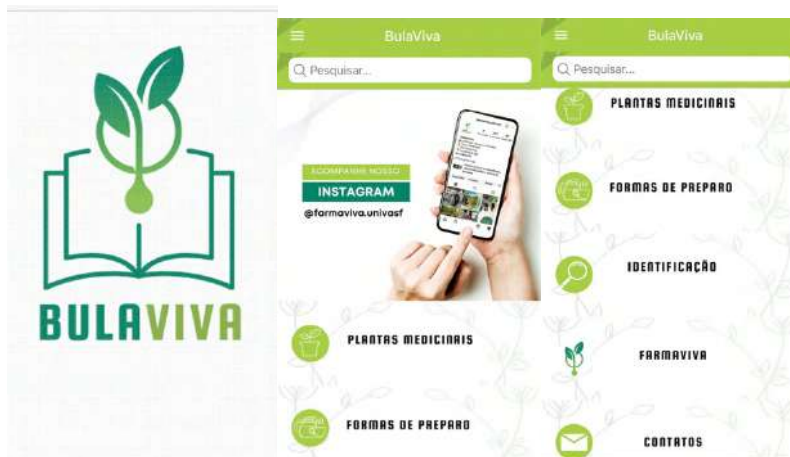 BULAVIVA
BulaViva
Pesquisar...
ACOMPANHE NOSSO
INSTAGRAM
@farmaviva.univasf
PLANTAS MEDICINAIS
FORMAS DE PREPARO
BulaViva
Pesquisar...
PLANTAS MEDICINAIS
FORMAS DE PREPARO
IDENTIFICAÇÃO
FARMAVIVA
CONTATOS